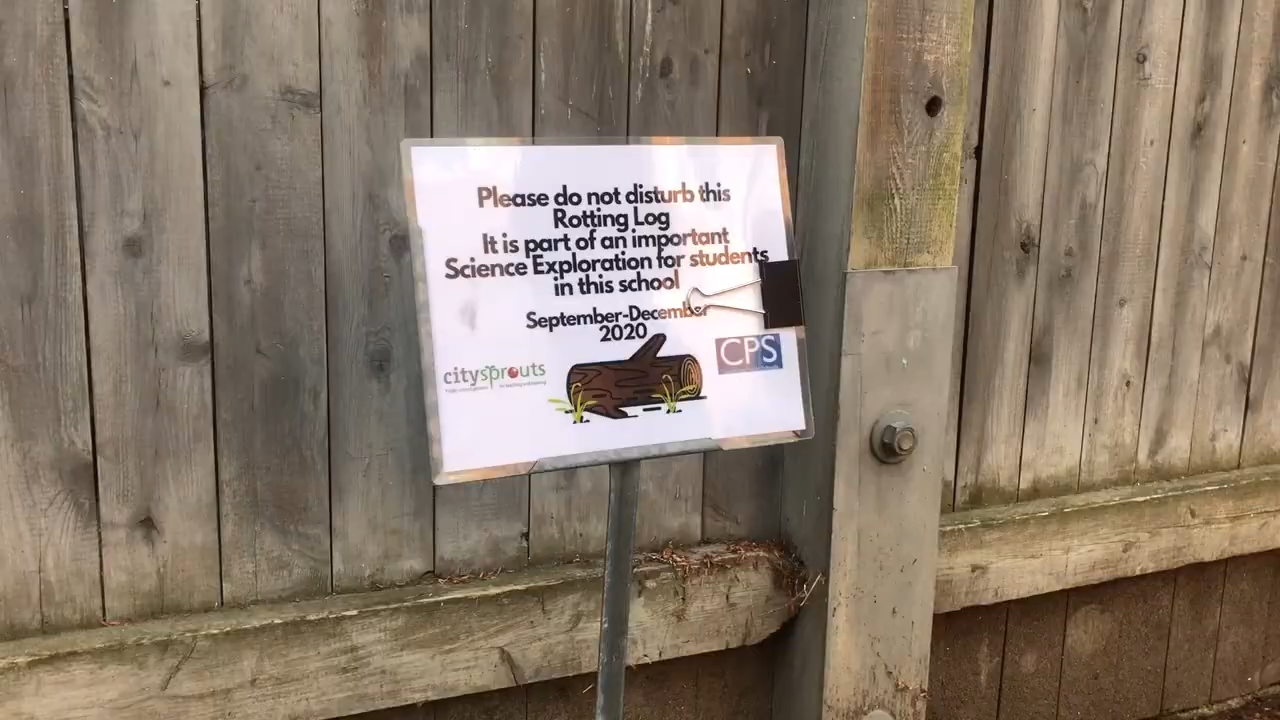 Please do not disturb this
Rotting Log
It is part of an important
Science Exploration for students
in this school
September-December
2020
citysprouts
CPS